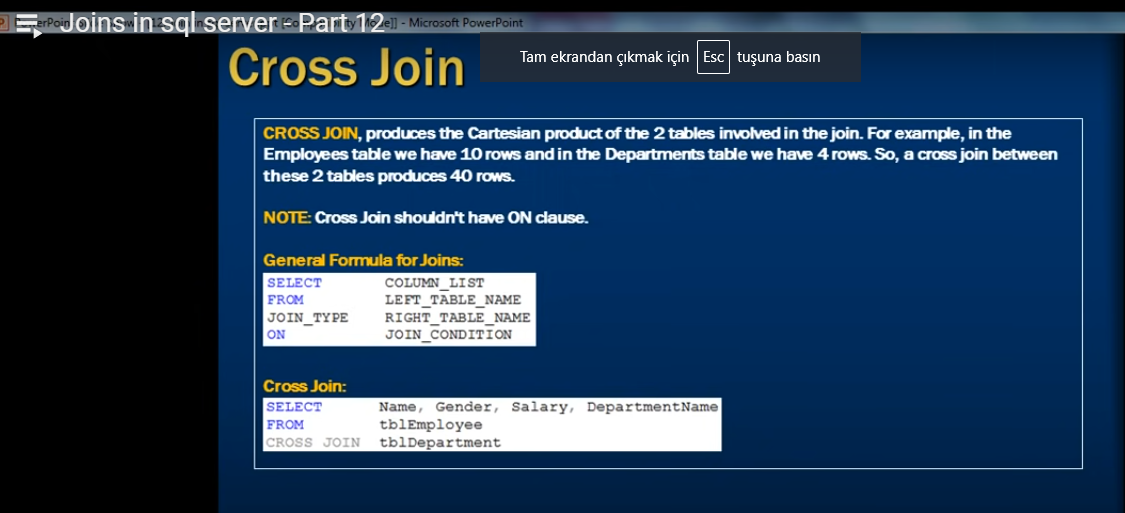 Joins in sql server - Part 12
- Microsoft PowerPoint
Tam ekrandan çıkmak için Esc tuşuna basın
Cross Join
CROSS JOIN, produces the Cartesian product of the 2 tables involved in the join. For example, in the
Employees table we have 10 rows and in the Departments table we have 4 rows. So, a cross join between
these 2 tables produces 40 rows.
NOTE: Cross Join shouldn't have ON clause.
General Formula for Joins:
SELECT COLUMN_LIST
FROM LEFT_TABLE_NAME
JOIN_TYPE RIGHT_TABLE_NAME
ON JOIN_CONDITION
Cross Join:
SELECT Name, Gender, Salary, DepartmentName
FROM tblEmployee
CROSS JOIN tblDepartment